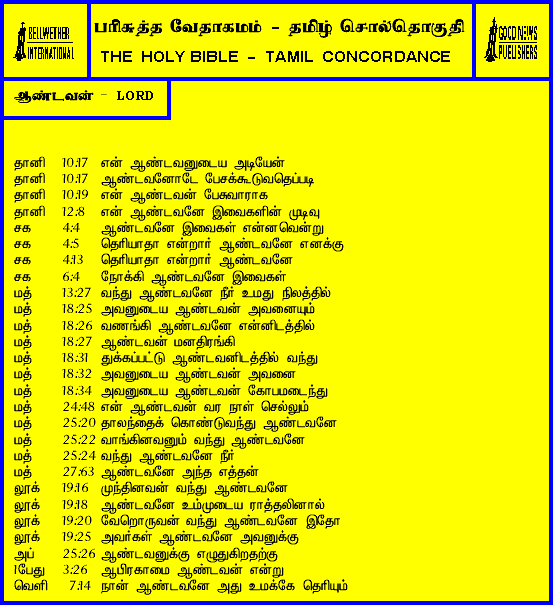 BELLWETHER
INTERNATIONAL
பரிசுத்த வேதாகமம் - தமிழ் சொல்தொகுதி
THE HOLY BIBLE - TAMIL CONCORDANCE
GOOD NEWS
PUBLISHERS
ஆண்டவன் - LORD
தானி 10:17 என் ஆண்டவனுடைய அடியேன்
தானி 10:17 ஆண்டவனோடே பேசக்கூடுவதெப்படி
தானி 10:19 என் ஆண்டவன் பேசுவாராக
தானி 12:8 என் ஆண்டவனே இவைகளின் முடிவு
சக 4:4 ஆண்டவனே இவைகள் என்னவென்று
சக 4:5 தெரியாதா என்றார் ஆண்டவனே எனக்கு
சக 4:13 தெரியாதா என்றார் ஆண்டவனே
சக 6:4 நோக்கி ஆண்டவனே இவைகள்
மத் 13:27 வந்து ஆண்டவனே நீர் உமது நிலத்தில்
மத் 18:25 அவனுடைய ஆண்டவன் அவனையும்
மத் 18:26 வணங்கி ஆண்டவனே என்னிடத்தில்
மத் 18:27 ஆண்டவன் மனதிரங்கி
மத் 18:31 துக்கப்பட்டு ஆண்டவனிடத்தில் வந்து
மத் 18:32 அவனுடைய ஆண்டவன் அவனை
மத் 18:34 அவனுடைய ஆண்டவன் கோபமடைந்து
மத் 24:48 என் ஆண்டவன் வர நாள் செல்லும்
மத் 25:20 தாலந்தைக் கொண்டுவந்து ஆண்டவனே
மத் 25:22 வாங்கினவனும் வந்து ஆண்டவனே
மத் 25:24 வந்து ஆண்டவனே நீர்
மத் 27:63 ஆண்டவனே அந்த எத்தன்
லூக் 19:16 முந்தினவன் வந்து ஆண்டவனே
லூக் 19:18 ஆண்டவனே உம்முடைய ராத்தலினால்
லூக் 19:20 வேறொருவன் வந்து ஆண்டவனே இதோ
லூக் 19:25 அவர்கள் ஆண்டவனே அவனுக்கு
அப் 25:26 ஆண்டவனுக்கு எழுதுகிறதற்கு
1பேது 3:26 ஆபிரகாமை ஆண்டவன் என்று
வெளி 7:14 நான் ஆண்டவனே அது உமக்கே தெரியும்